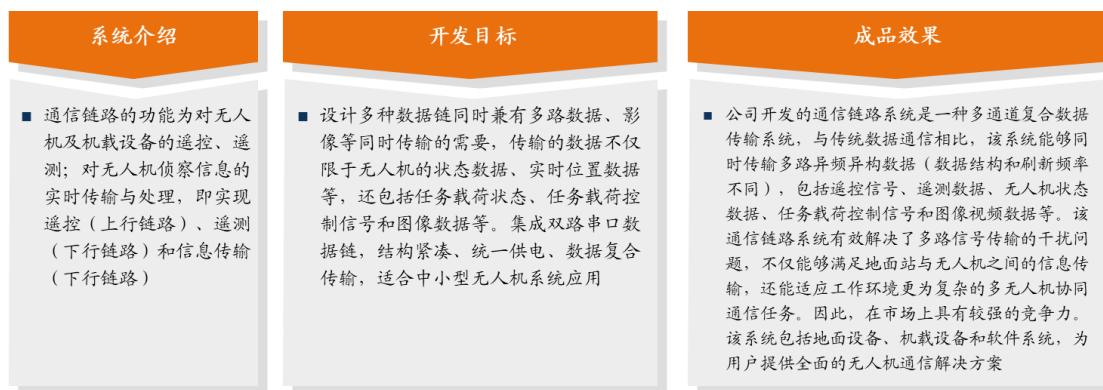 系统介绍
■ 通信链路的功能为对无人
机及机载设备的遥控、遥
测；对无人机侦察信息的
实时传输与处理，即实现
遥控（上行链路）、遥测
（下行链路）和信息传输
（下行链路）
开发目标
■ 设计多种数据链同时兼有多路数据、影
像等同时传输的需要，传输的数据不仅
限于无人机的状态数据、实时位置数据
等，还包括任务载荷状态、任务载荷控
制信号和图像数据等。集成双路串口数
据链，结构紧凑、统一供电、数据复合
传输，适合中小型无人机系统应用
成品效果
■ 公司开发的通信链路系统是一种多通道复合数据
传输系统，与传统数据通信相比，该系统能够同
时传输多路异频异构数据（数据结构和刷新频率
不同），包括遥控信号、遥测数据、无人机状态
数据、任务载荷控制信号和图像视频数据等。该
通信链路系统有效解决了多路信号传输的干扰问
题，不仅能够满足地面站与无人机之间的信息传
输，还能适应工作环境更为复杂的多无人机协同
通信任务。因此，在市场上具有较强的竞争力。
该系统包括地面设备、机载设备和软件系统，为
用户提供全面的无人机通信解决方案